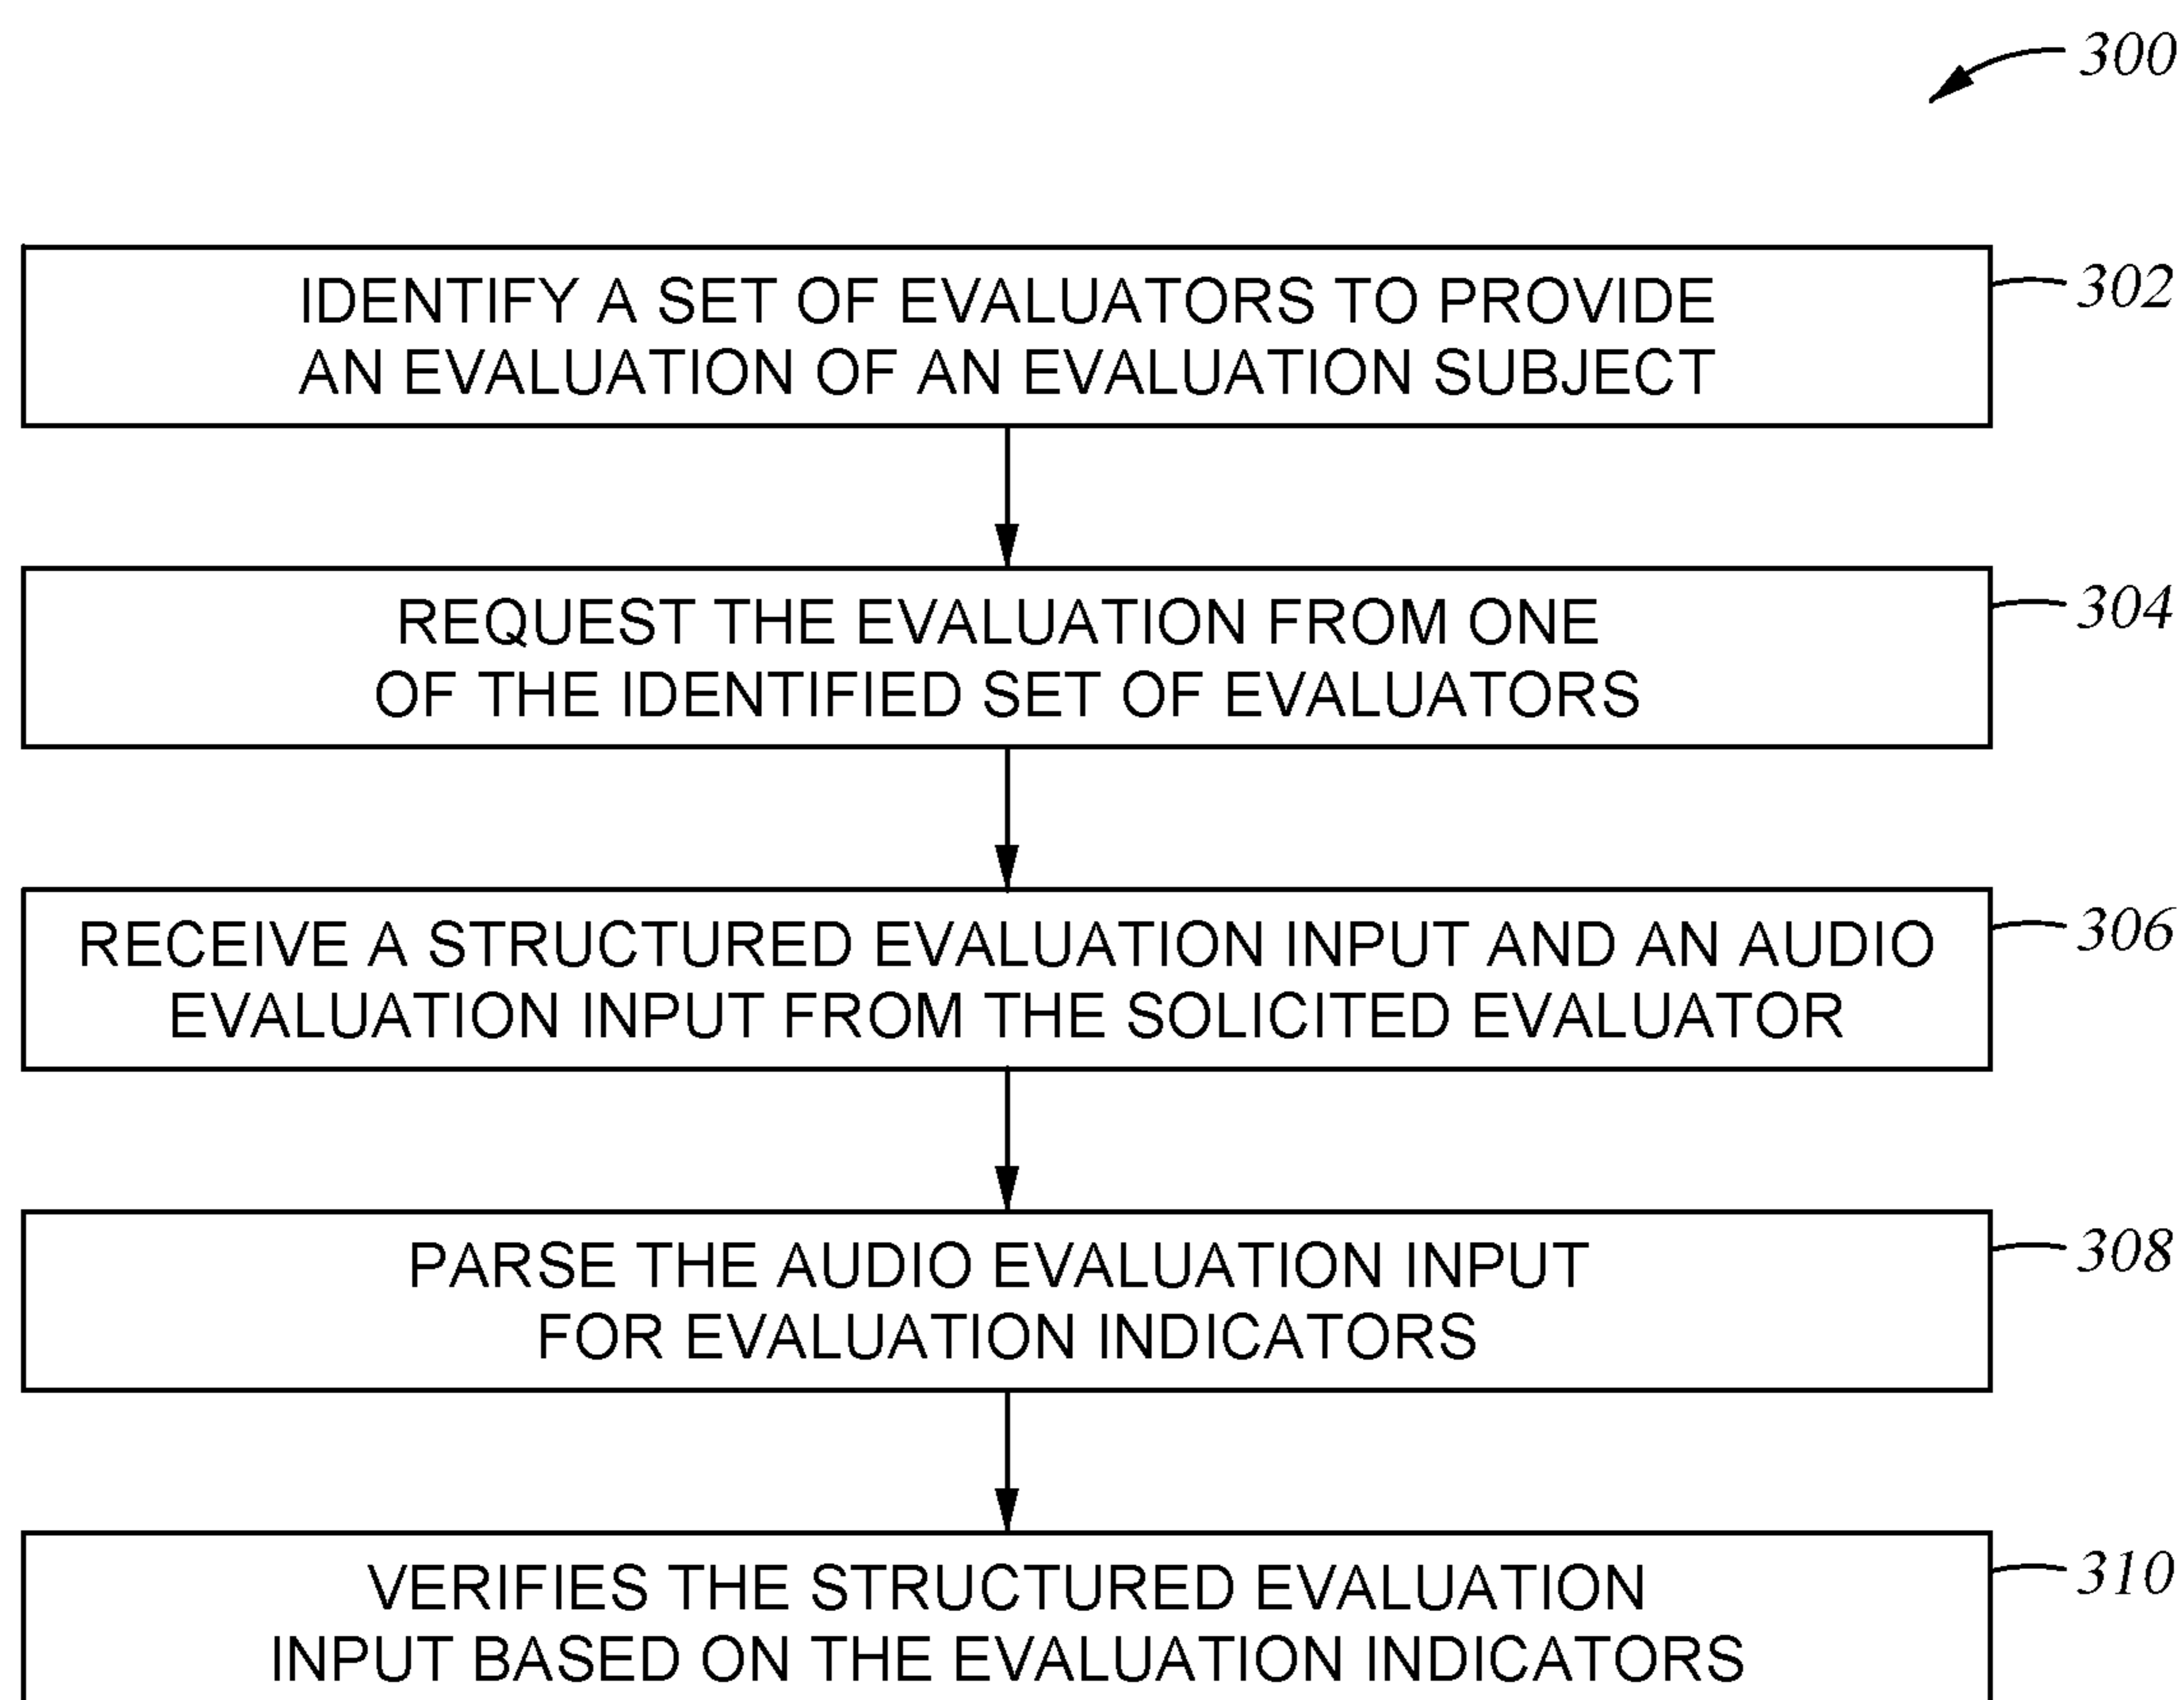 300
IDENTIFY A SET OF EVALUATORS TO PROVIDE
AN EVALUATION OF AN EVALUATION SUBJECT
302
REQUEST THE EVALUATION FROM ONE
OF THE IDENTIFIED SET OF EVALUATORS
304
RECEIVE A STRUCTURED EVALUATION INPUT AND AN AUDIO
EVALUATION INPUT FROM THE SOLICITED EVALUATOR
306
PARSE THE AUDIO EVALUATION INPUT
FOR EVALUATION INDICATORS
308
VERIFIES THE STRUCTURED EVALUATION
INPUT BASED ON THE EVALUATION INDICATORS
310